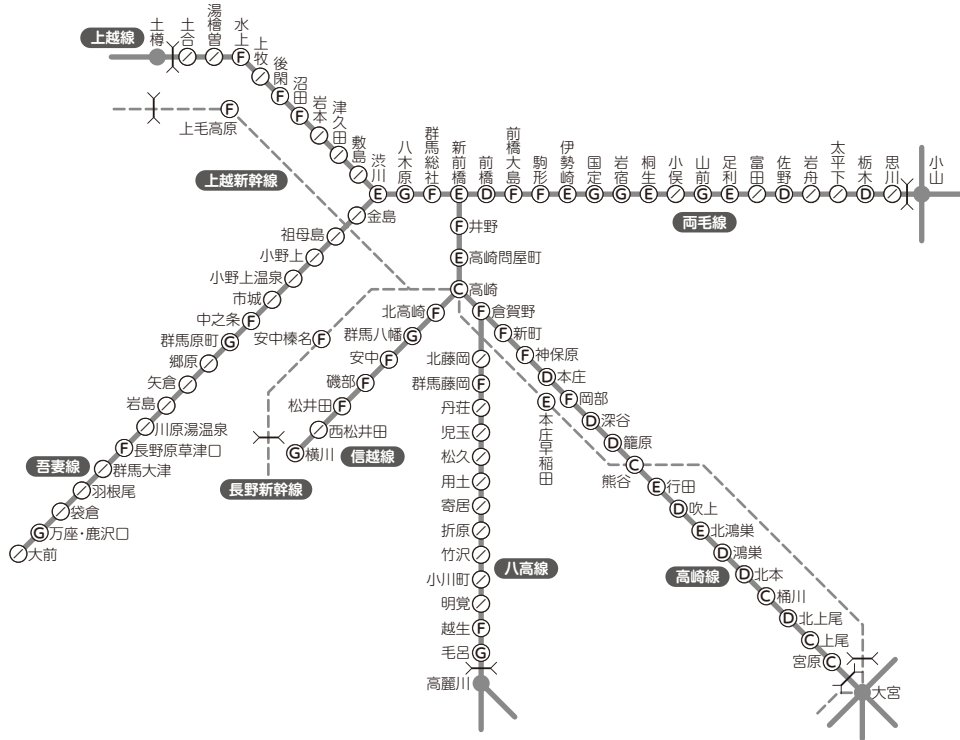 上越線
土樽
土合
湯檜曽
水上
F
上牧
後閑
F
沼田
F
岩本
津久田
敷島
渋川
E
八木原
G
群馬総社
F
新前橋
E
前橋
D
前橋大島
F
駒形
F
伊勢崎
E
国定
G
岩宿
G
桐生
E
小俣
山前
G
足利
E
富田
佐野
D
岩舟
大平下
栃木
D
思川
小山
両毛線
F
上毛高原
上越新幹線
金島
祖母島
小野上
小野上温泉
市城
中之条
F
群馬原町
G
郷原
矢倉
岩島
川原湯温泉
F
長野原草津口
群馬大津
羽根尾
袋倉
G
万座・鹿沢口
大前
吾妻線
F
井野
E
高崎問屋町
C
高崎
北高崎
F
群馬八幡
G
安中
F
磯部
F
松井田
F
西松井田
G
横川
信越線
安中榛名
F
長野新幹線
F
倉賀野
F
新町
F
神保原
D
本庄
F
岡部
D
深谷
D
籠原
C
熊谷
E
行田
D
吹上
E
北鴻巣
D
鴻巣
D
北本
C
桶川
D
北上尾
C
上尾
宮原
C
大宮
高崎線
E
本庄早稲田
北藤岡
群馬藤岡
F
丹荘
児玉
松久
用土
寄居
折原
竹沢
小川町
明覚
越生
F
毛呂
G
高麗川
八高線